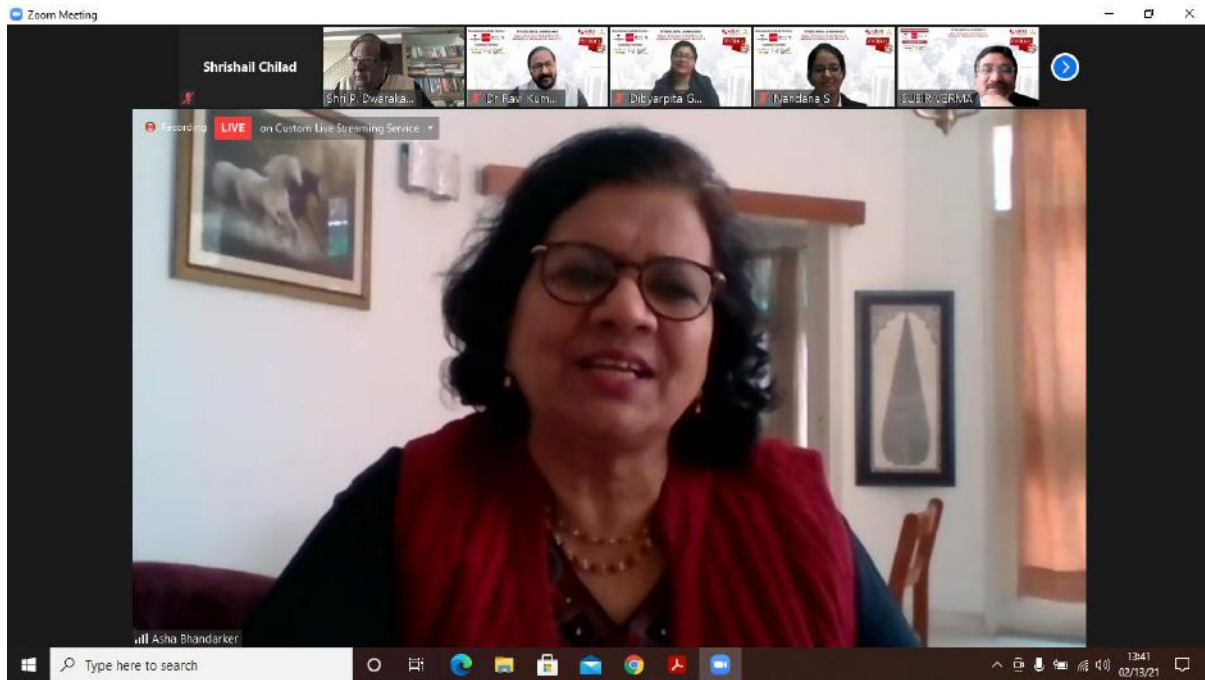 Zoom Meeting
Shrishail Chilad
Shri P. Dwaraka...
Dr Ravi Kum...
Dibyarpita G...
Nandana S
SUBIR VERMA
Recording
LIVE
on Custom Live Streaming Service
Asha Bhandarker
Type here to search
13:41
02/13/21